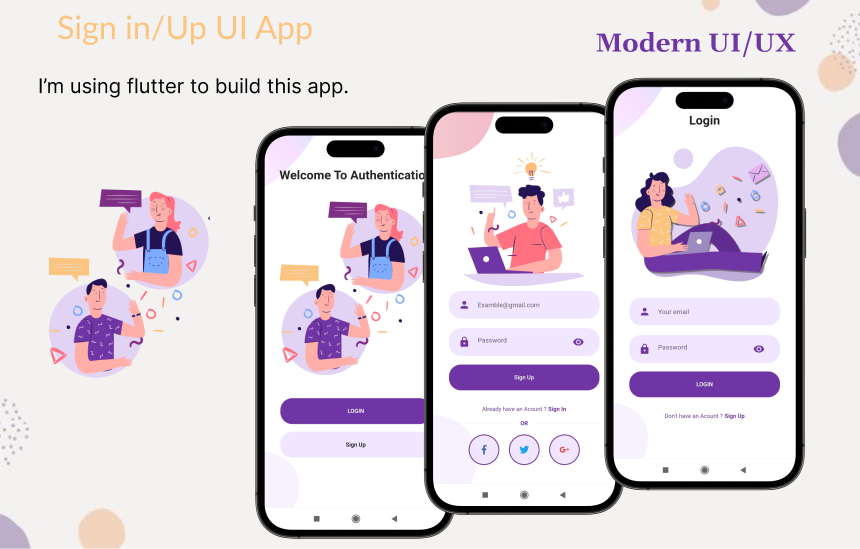 Sign in/Up UI App
Modern UI/UX
I'm using flutter to build this app.
Welcome To Authenticatio
LOGIN
Sign Up
Examble@gmail.com
Password
Sign Up
Already have an Acount ? Sign In
OR
f
G+
Login
Your email
Password
LOGIN
Don't have an Acount ? Sign Up